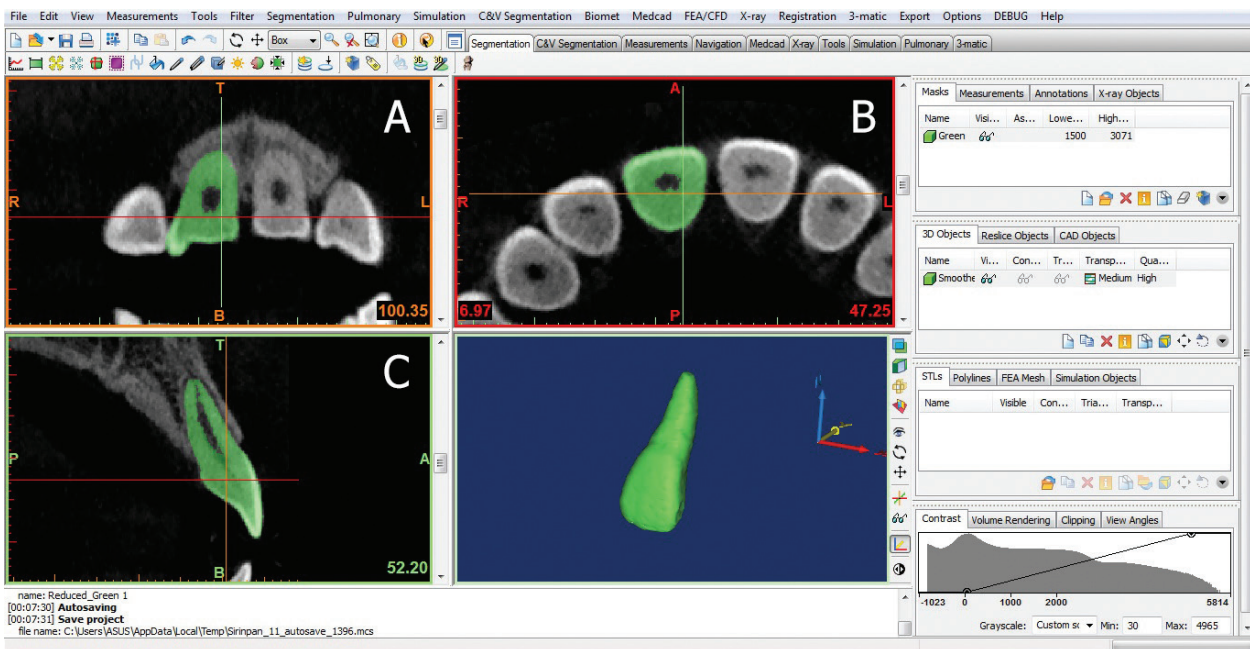 File Edit View Measurements Tools Filter Segmentation Pulmonary Simulation C&V Segmentation Biomet Medcad FEA/CFD X-ray Registration 3-matic Export Options DEBUG Help
Box
Segmentation C&V Segmentation Measurements Navigation Medcad X-ray Tools Simulation Pulmonary 3-matic
T
A
R
L
B
100.35
A
B
R
L
6.97
P
47.25
T
C
P
A
B
52.20
Masks Measurements Annotations X-ray Objects
Name Visi... As... Lowe... High...
Green 1500 3071
3D Objects Reslice Objects CAD Objects
Name Vi... Con... Tr... Transp... Qua...
Smoothe Medium High
STLs Polylines FEA Mesh Simulation Objects
Name Visible Con... Tria... Transp...
Contrast Volume Rendering Clipping View Angles
-1023 0 1000 2000 5814
Grayscale: Custom sc Min: 30 Max: 4965
name: Reduced_Green 1
[00:07:30] Autosaving
[00:07:31] Save project
file name: C:\Users\ASUS\AppData\Local\Temp\Sirinpan_11_autosave_1396.mcs